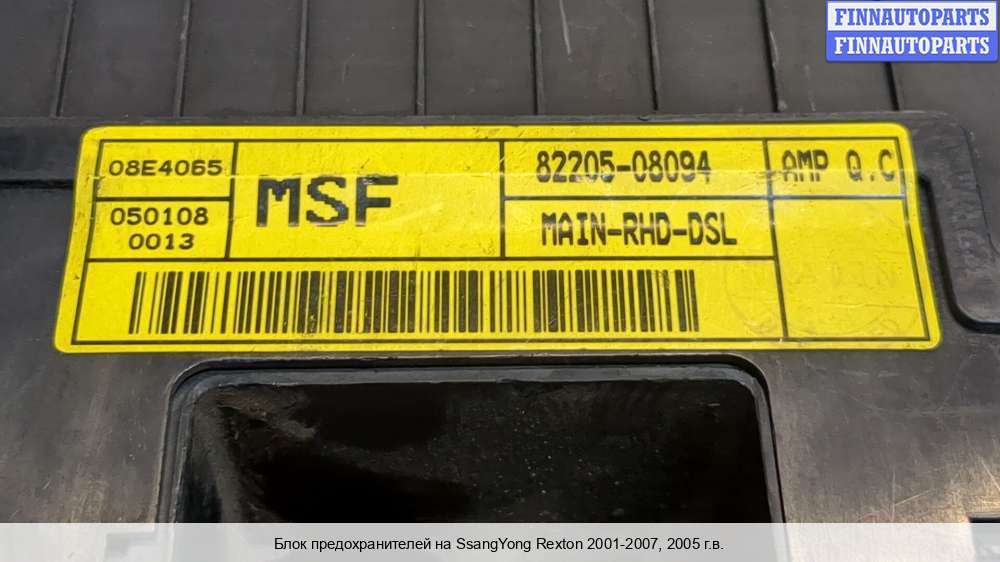 FINNAUTOPARTS
FINNAUTOPARTS
08E4065
MSF
82205-08094
AMP Q.C
050108
0013
MAIN-RHD-DSL
Блок предохранителей на SsangYong Rexton 2001-2007, 2005 г.в.